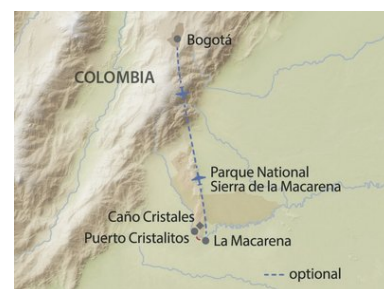 Bogotá
COLOMBIA
Parque National
Sierra de la Macarena
Caño Cristales
Puerto Cristalitos
La Macarena
optional